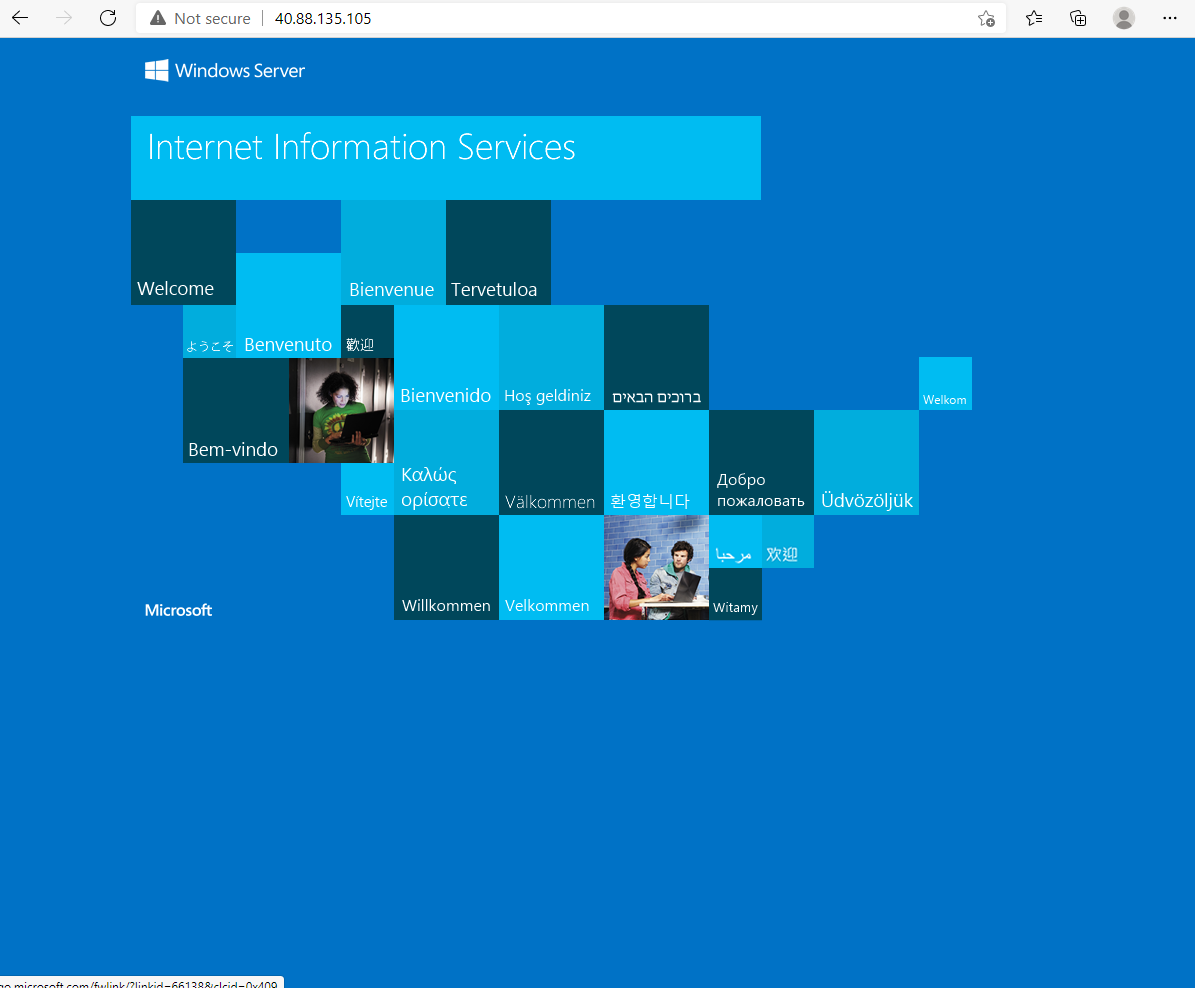 Not secure
40.88.135.105
Windows Server
Internet Information Services
Welcome
Bienvenue
Tervetuloa
ようこそ
Benvenuto
歡迎
Bienvenido
Hoş geldiniz
ברוכים הבאים
Welkom
Bem-vindo
Vítejte
Καλώς
ορίσατε
Välkommen
환영합니다
Добро
пожаловать
Üdvözöljük
Willkommen
Velkommen
مرحبا
欢迎
Witamy
Microsoft
go.microsoft.com/fwlink/?linkid=66138&clcid=0x409